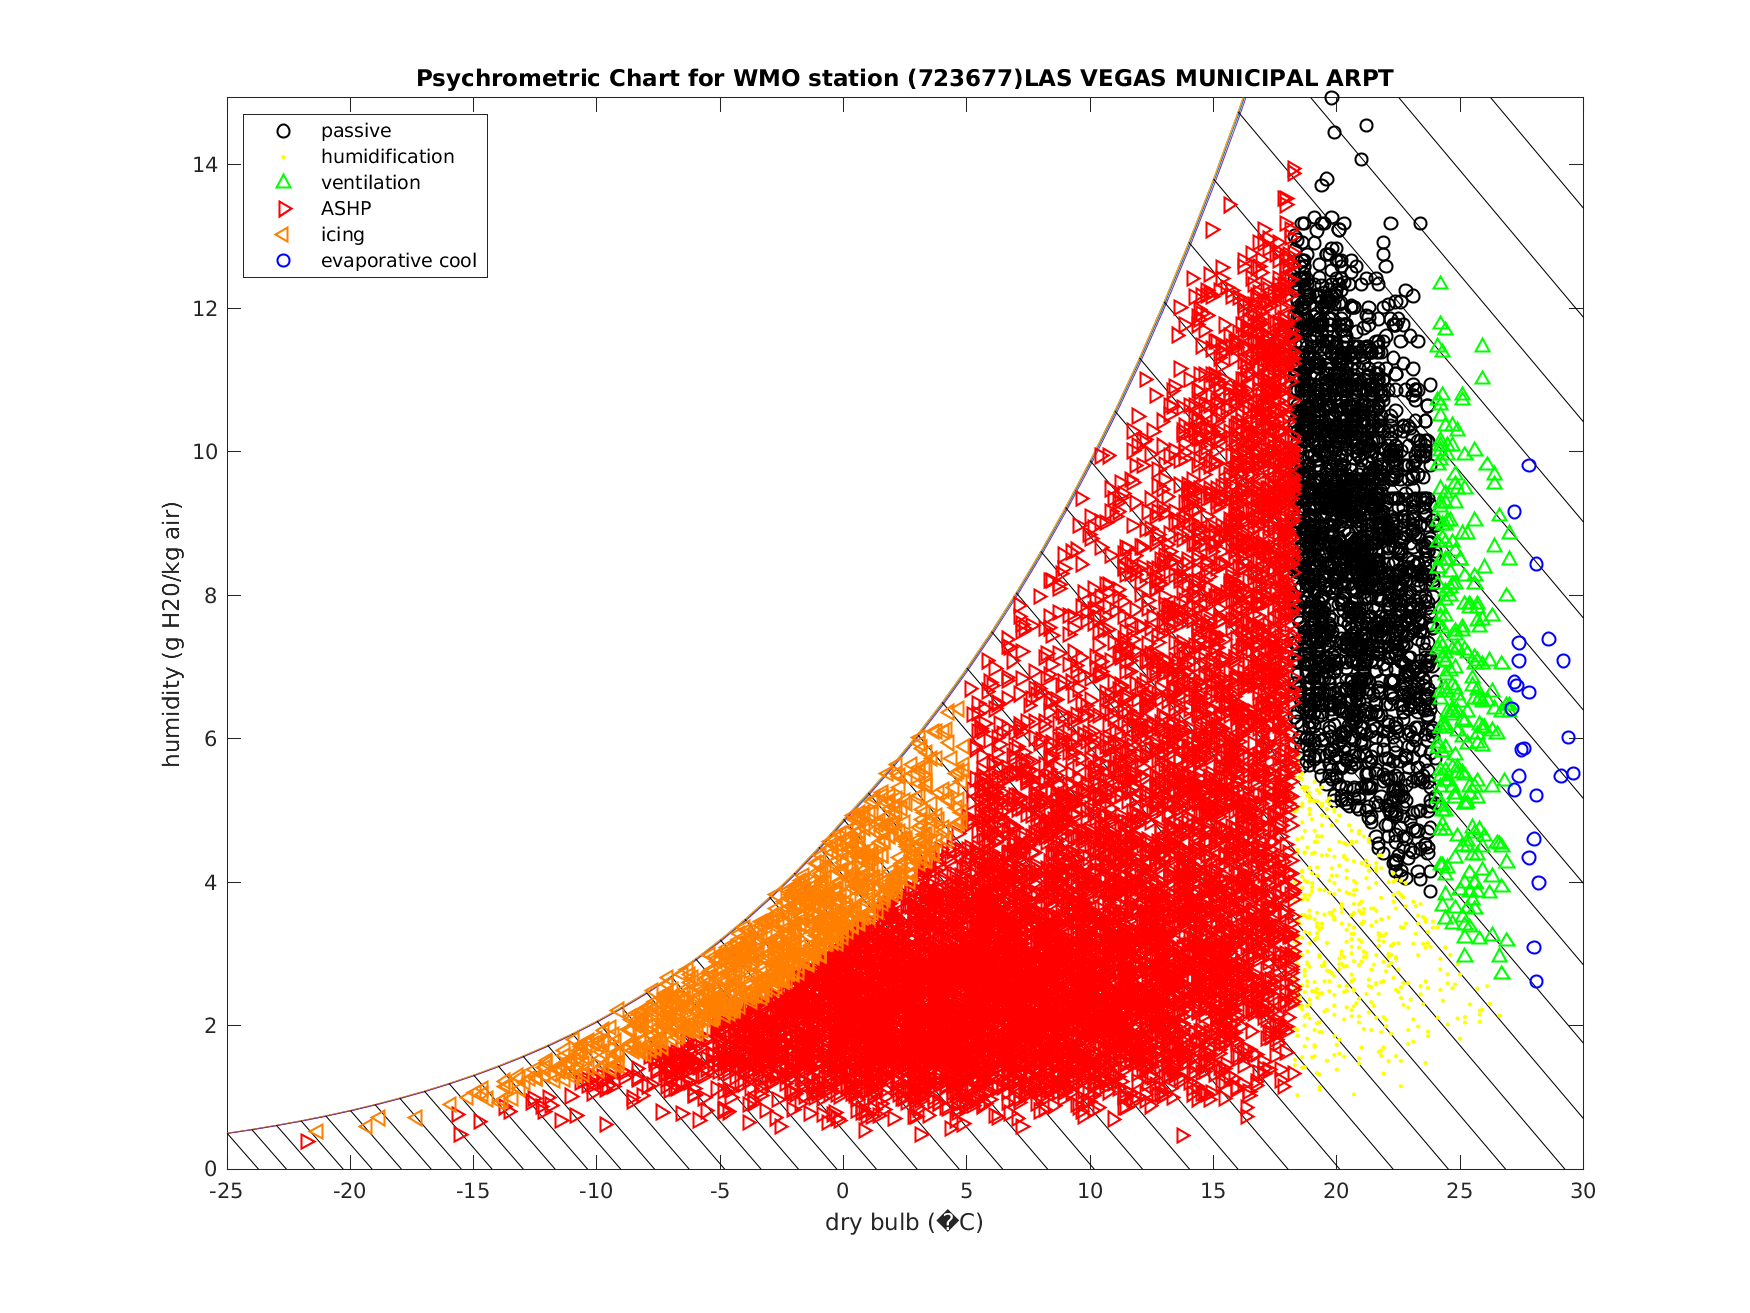 Psychrometric Chart for WMO station (723677)LAS VEGAS MUNICIPAL ARPT
passive
humidification
ventilation
ASHP
icing
evaporative cool
14
12
10
8
6
4
2
0
humidity (g H20/kg air)
-25 -20 -15 -10 -5 0 5 10 15 20 25 30
dry bulb (�C)